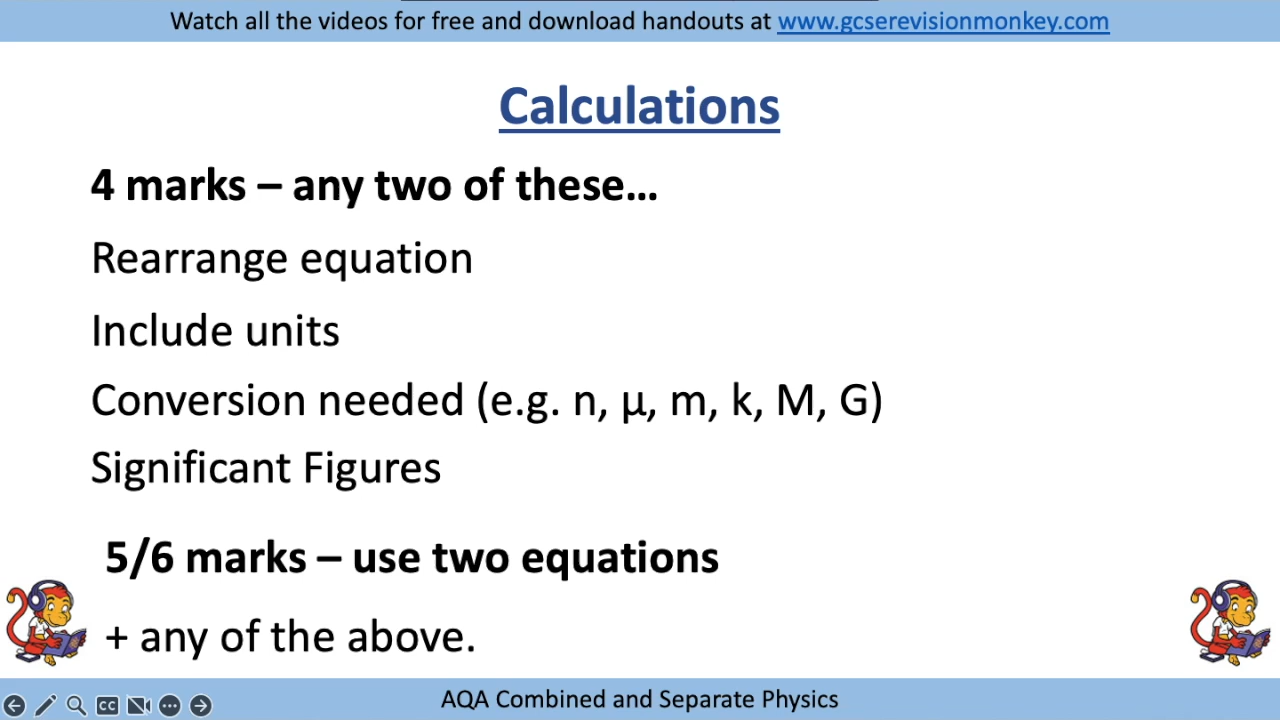 Watch all the videos for free and download handouts at www.gcserevisionmonkey.com
Calculations
4 marks – any two of these…
Rearrange equation
Include units
Conversion needed (e.g. n, μ, m, k, M, G)
Significant Figures
5/6 marks – use two equations
+ any of the above.
CC
AQA Combined and Separate Physics